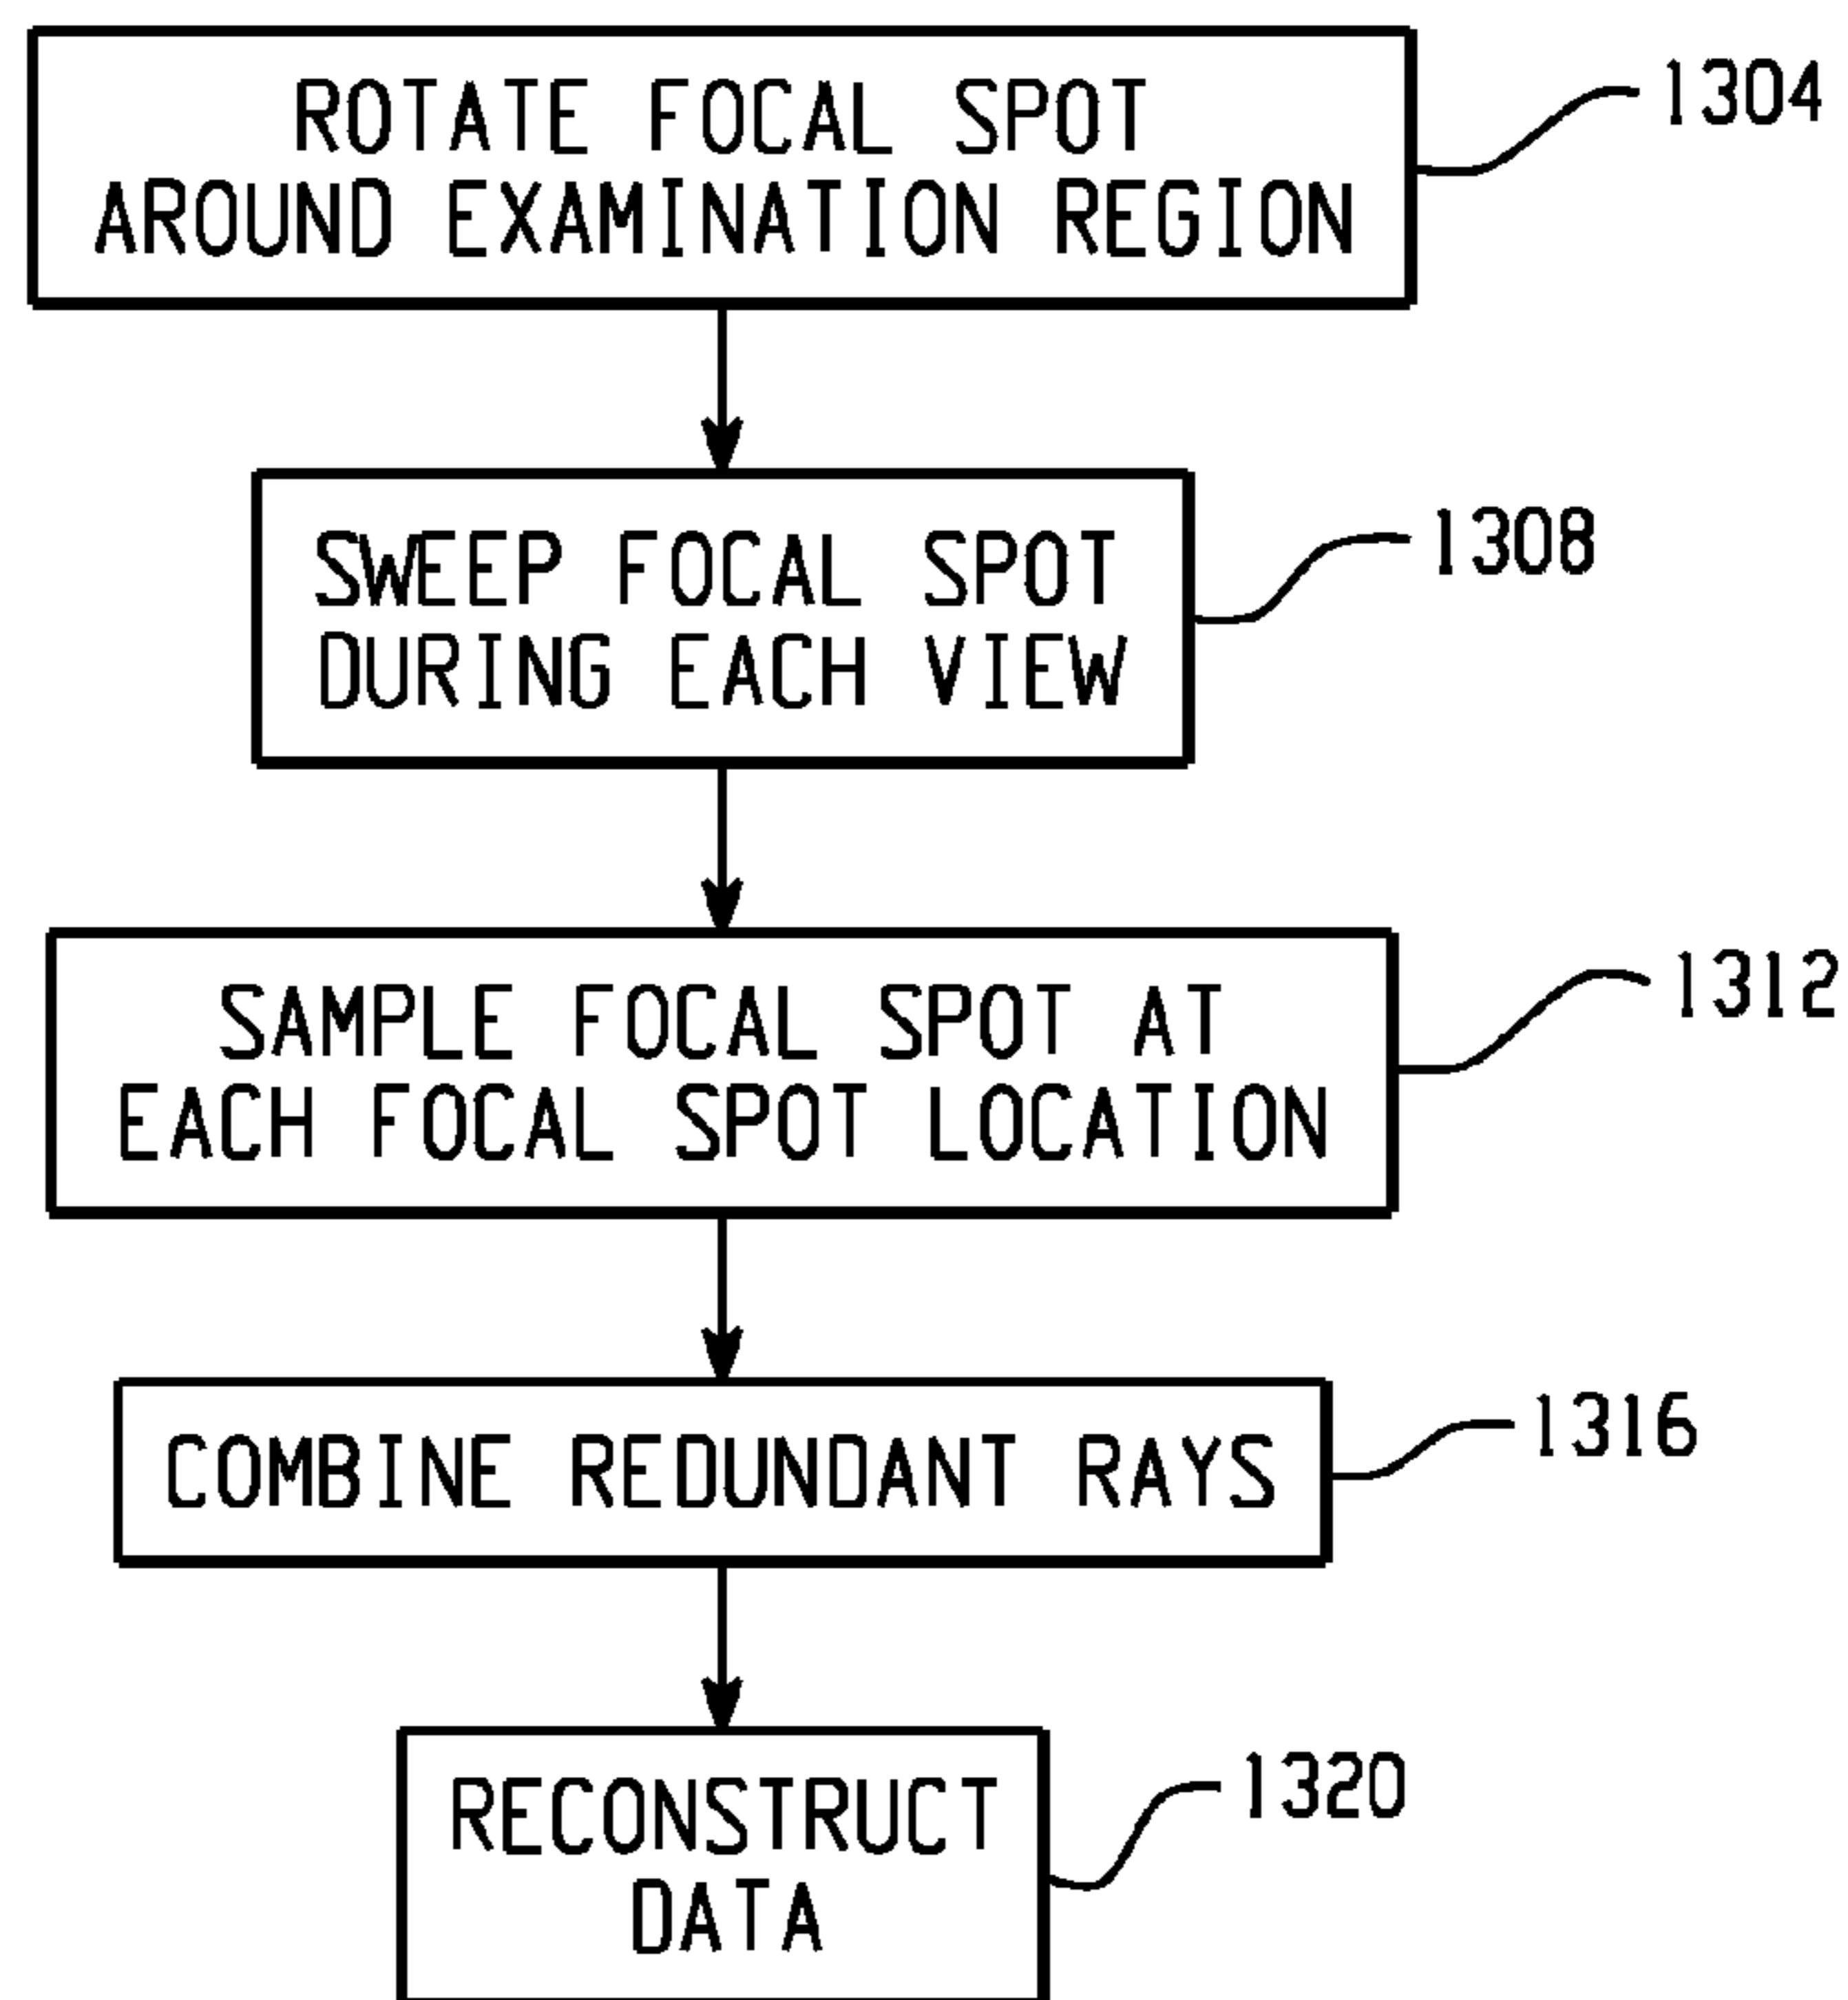 ROTATE FOCAL SPOT
AROUND EXAMINATION REGION
1304
SWEEP FOCAL SPOT
DURING EACH VIEW
1308
SAMPLE FOCAL SPOT AT
EACH FOCAL SPOT LOCATION
1312
COMBINE REDUNDANT RAYS
1316
RECONSTRUCT
DATA
1320